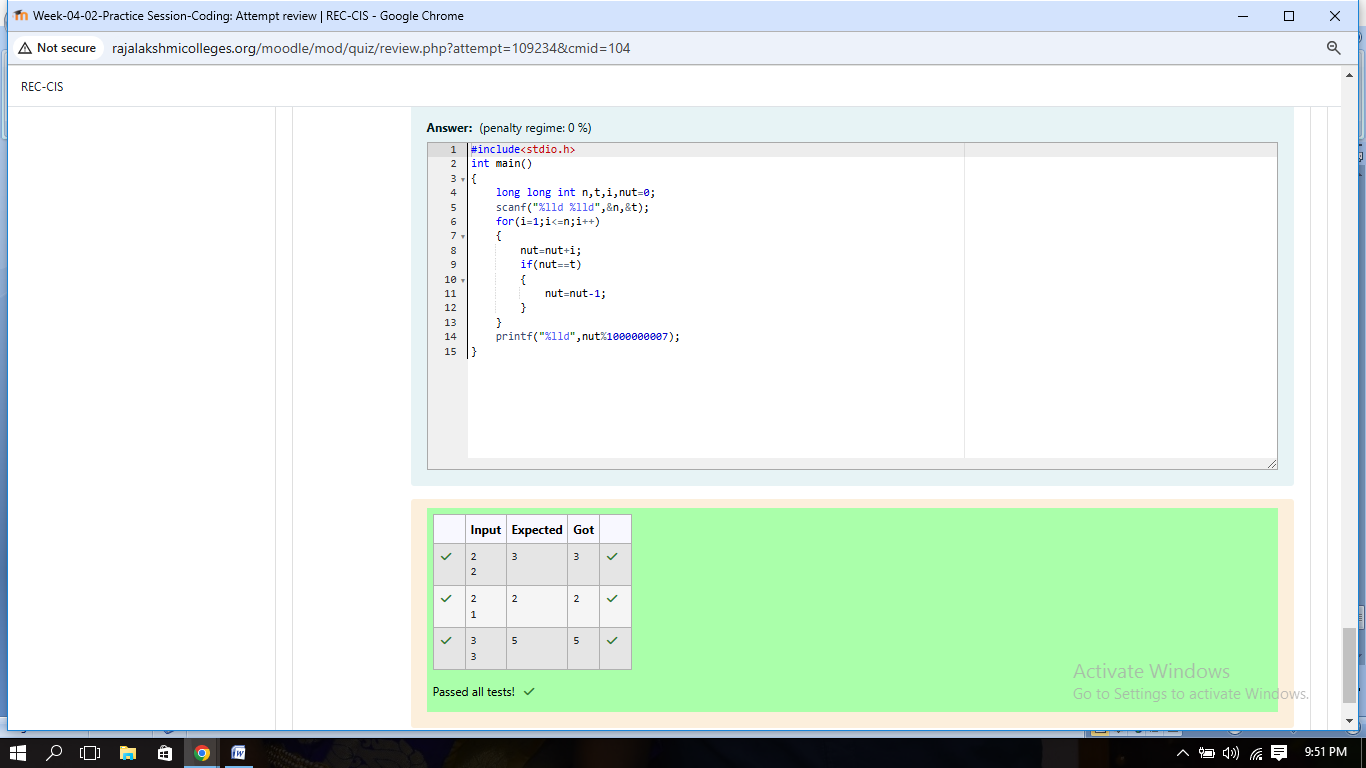 Week-04-02-Practice Session-Coding: Attempt review | REC-CIS - Google Chrome
Not secure rajalakshmicolleges.org/moodle/mod/quiz/review.php?attempt=109234&cmid=104
REC-CIS
Answer: (penalty regime: 0 %)
1 #include<stdio.h>
2 int main()
3 {
4 long long int n,t,i,nut=0;
5 scanf("%lld %lld",&n,&t);
6 for(i=1;i<=n;i++)
7 {
8 nut=nut+i;
9 if(nut==t)
10 {
11 nut=nut-1;
12 }
13 }
14 printf("%lld",nut%1000000007);
15 }
Input Expected Got
2 3 3
2
2 2 2
1
3 5 5
3
Passed all tests!
Activate Windows
Go to Settings to activate Windows.
9:51 PM